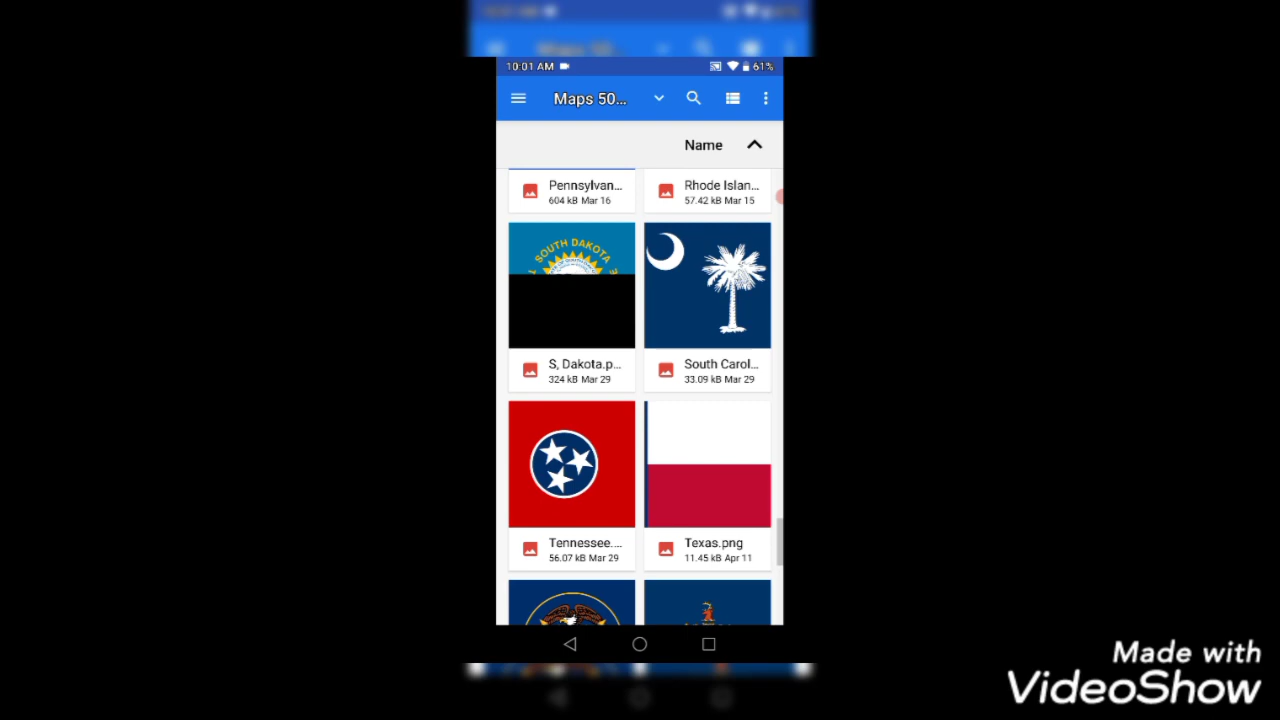 10:01 AM
61%
Maps 50...
Name
Pennsylvan...
604 kB Mar 16
Rhode Islan...
57.42 kB Mar 15
SOUTH DAKOTA
S, Dakota.p...
324 kB Mar 29
South Carol...
33.09 kB Mar 29
Tennessee....
56.07 kB Mar 29
Texas.png
11.45 kB Apr 11
Made with
VideoShow